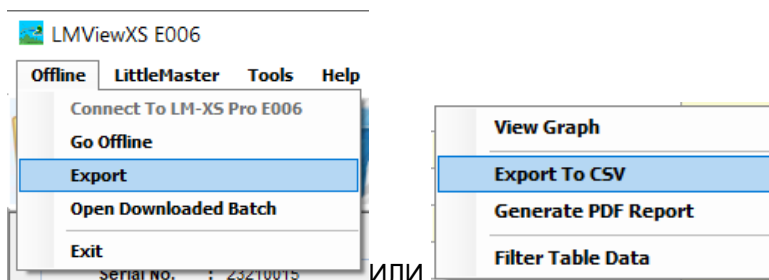 LMViewXS E006
Offline LittleMaster Tools Help
Connect To LM-XS Pro E006
Go Offline
Export
Open Downloaded Batch
Exit
Serial No. : 23210015
или
View Graph
Export To CSV
Generate PDF Report
Filter Table Data